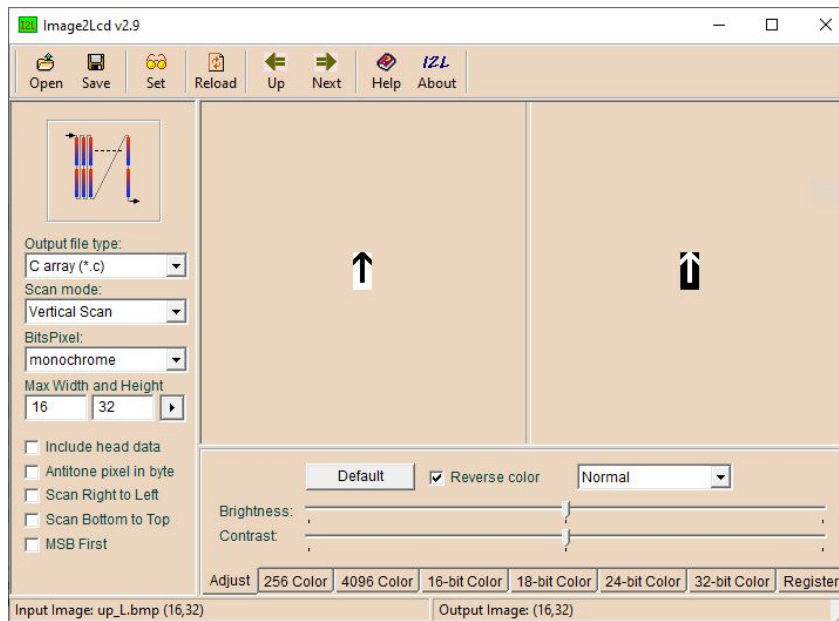 I2L Image2Lcd v2.9
I2L
Open Save Set Reload Up Next Help About
Output file type:
C array (*.c)
Scan mode:
Vertical Scan
BitsPixel:
monochrome
Max Width and Height
16 32
Include head data
Antitone pixel in byte
Scan Right to Left
Scan Bottom to Top
MSB First
Default Reverse color Normal
Brightness:
Contrast:
Adjust 256 Color 4096 Color 16-bit Color 18-bit Color 24-bit Color 32-bit Color Register
Input Image: up_L.bmp (16,32) Output Image: (16,32)